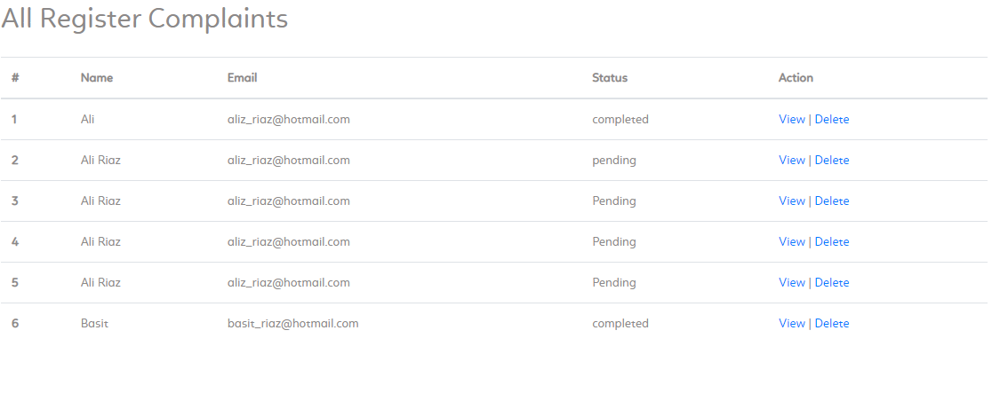 All Register Complaints
# Name Email Status Action
1 Ali aliz_riaz@hotmail.com completed View | Delete
2 Ali Riaz aliz_riaz@hotmail.com pending View | Delete
3 Ali Riaz aliz_riaz@hotmail.com Pending View | Delete
4 Ali Riaz aliz_riaz@hotmail.com Pending View | Delete
5 Ali Riaz aliz_riaz@hotmail.com Pending View | Delete
6 Basit basit_riaz@hotmail.com completed View | Delete